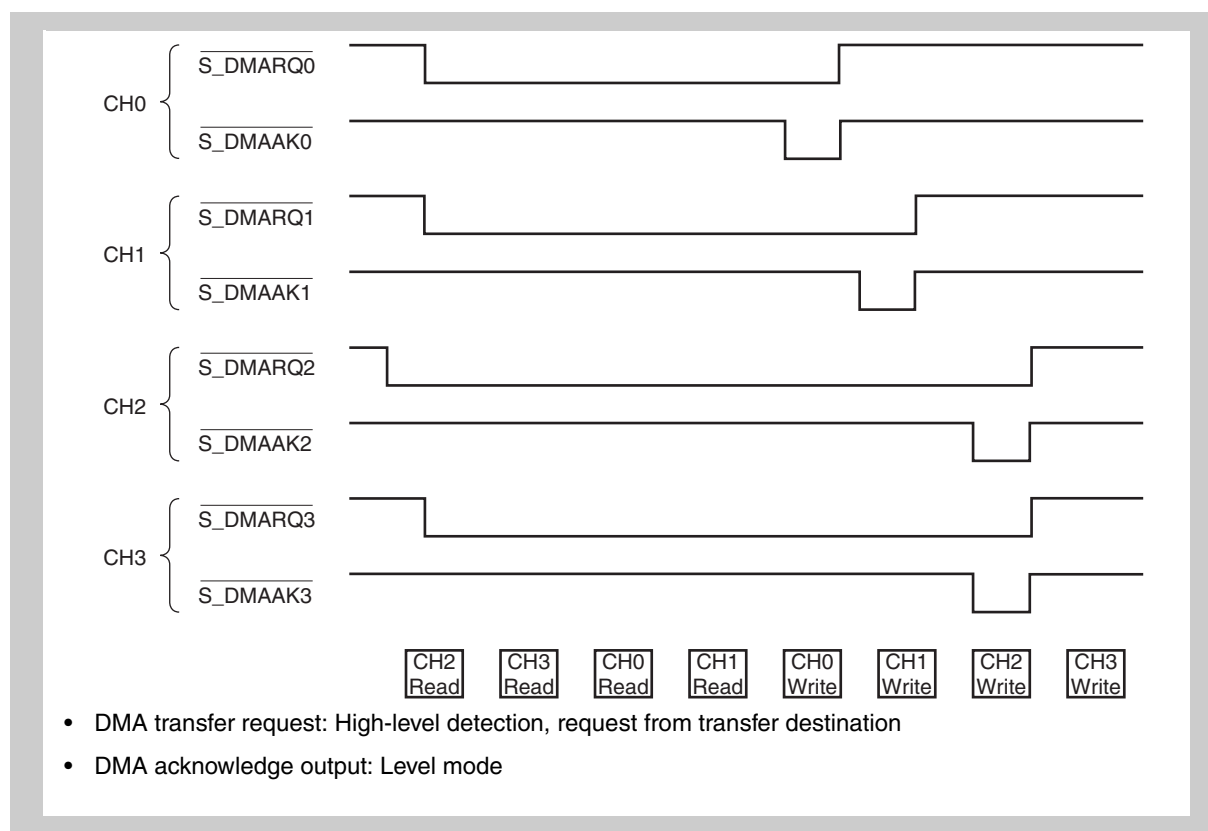 CH0
S_DMARQ0
S_DMAAK0
CH1
S_DMARQ1
S_DMAAK1
CH2
S_DMARQ2
S_DMAAK2
CH3
S_DMARQ3
S_DMAAK3
CH2 CH3 CH0 CH1 CH0 CH1 CH2 CH3
Read Read Read Read Write Write Write Write
• DMA transfer request: High-level detection, request from transfer destination
• DMA acknowledge output: Level mode